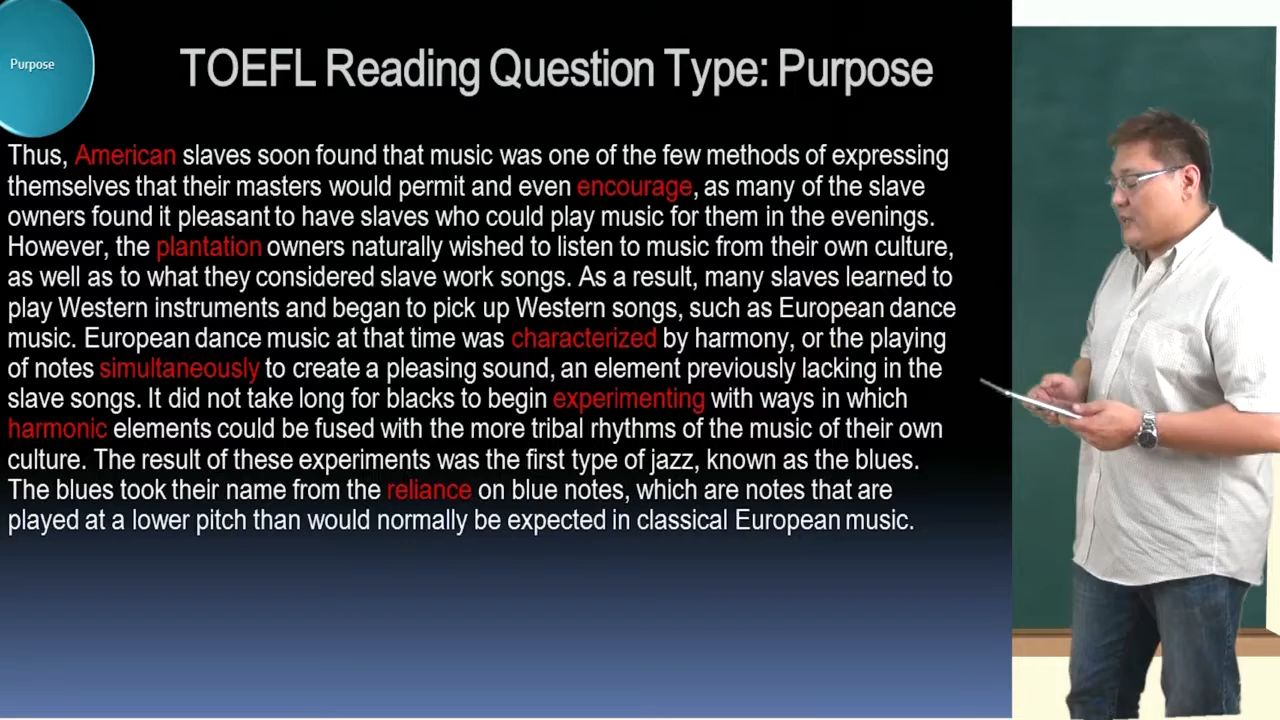 Purpose
TOEFL Reading Question Type: Purpose
Thus, American slaves soon found that music was one of the few methods of expressing
themselves that their masters would permit and even encourage, as many of the slave
owners found it pleasant to have slaves who could play music for them in the evenings.
However, the plantation owners naturally wished to listen to music from their own culture,
as well as to what they considered slave work songs. As a result, many slaves learned to
play Western instruments and began to pick up Western songs, such as European dance
music. European dance music at that time was characterized by harmony, or the playing
of notes simultaneously to create a pleasing sound, an element previously lacking in the
slave songs. It did not take long for blacks to begin experimenting with ways in which
harmonic elements could be fused with the more tribal rhythms of the music of their own
culture. The result of these experiments was the first type of jazz, known as the blues.
The blues took their name from the reliance on blue notes, which are notes that are
played at a lower pitch than would normally be expected in classical European music.